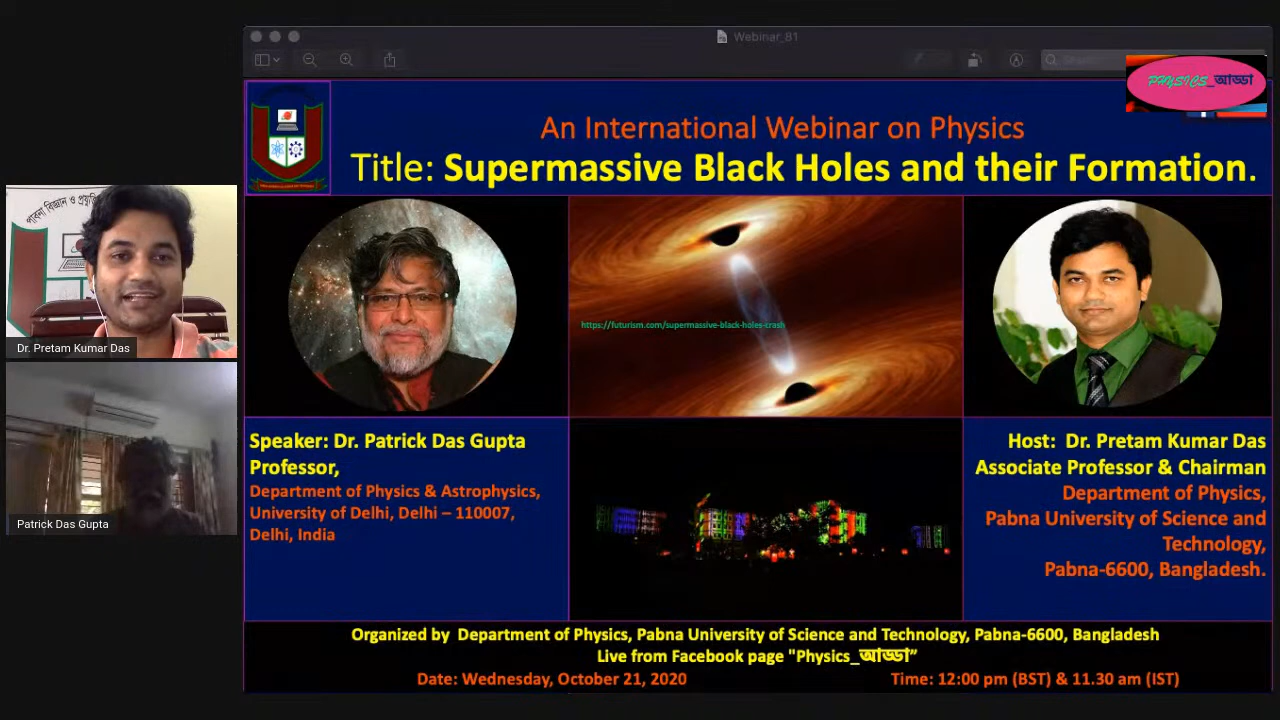 Webinar_81
PHYSICS_আড্ডা
An International Webinar on Physics
Title: Supermassive Black Holes and their Formation.
পাবনা বিজ্ঞান ও প্রযুক্তি
Dr. Pretam Kumar Das
Patrick Das Gupta
https://futurism.com/supermassive-black-holes-crash
Speaker: Dr. Patrick Das Gupta
Professor,
Department of Physics & Astrophysics,
University of Delhi, Delhi – 110007,
Delhi, India
Host: Dr. Pretam Kumar Das
Associate Professor & Chairman
Department of Physics,
Pabna University of Science and
Technology,
Pabna-6600, Bangladesh.
Organized by Department of Physics, Pabna University of Science and Technology, Pabna-6600, Bangladesh
Live from Facebook page "Physics_আড্ডা”
Date: Wednesday, October 21, 2020
Time: 12:00 pm (BST) & 11.30 am (IST)